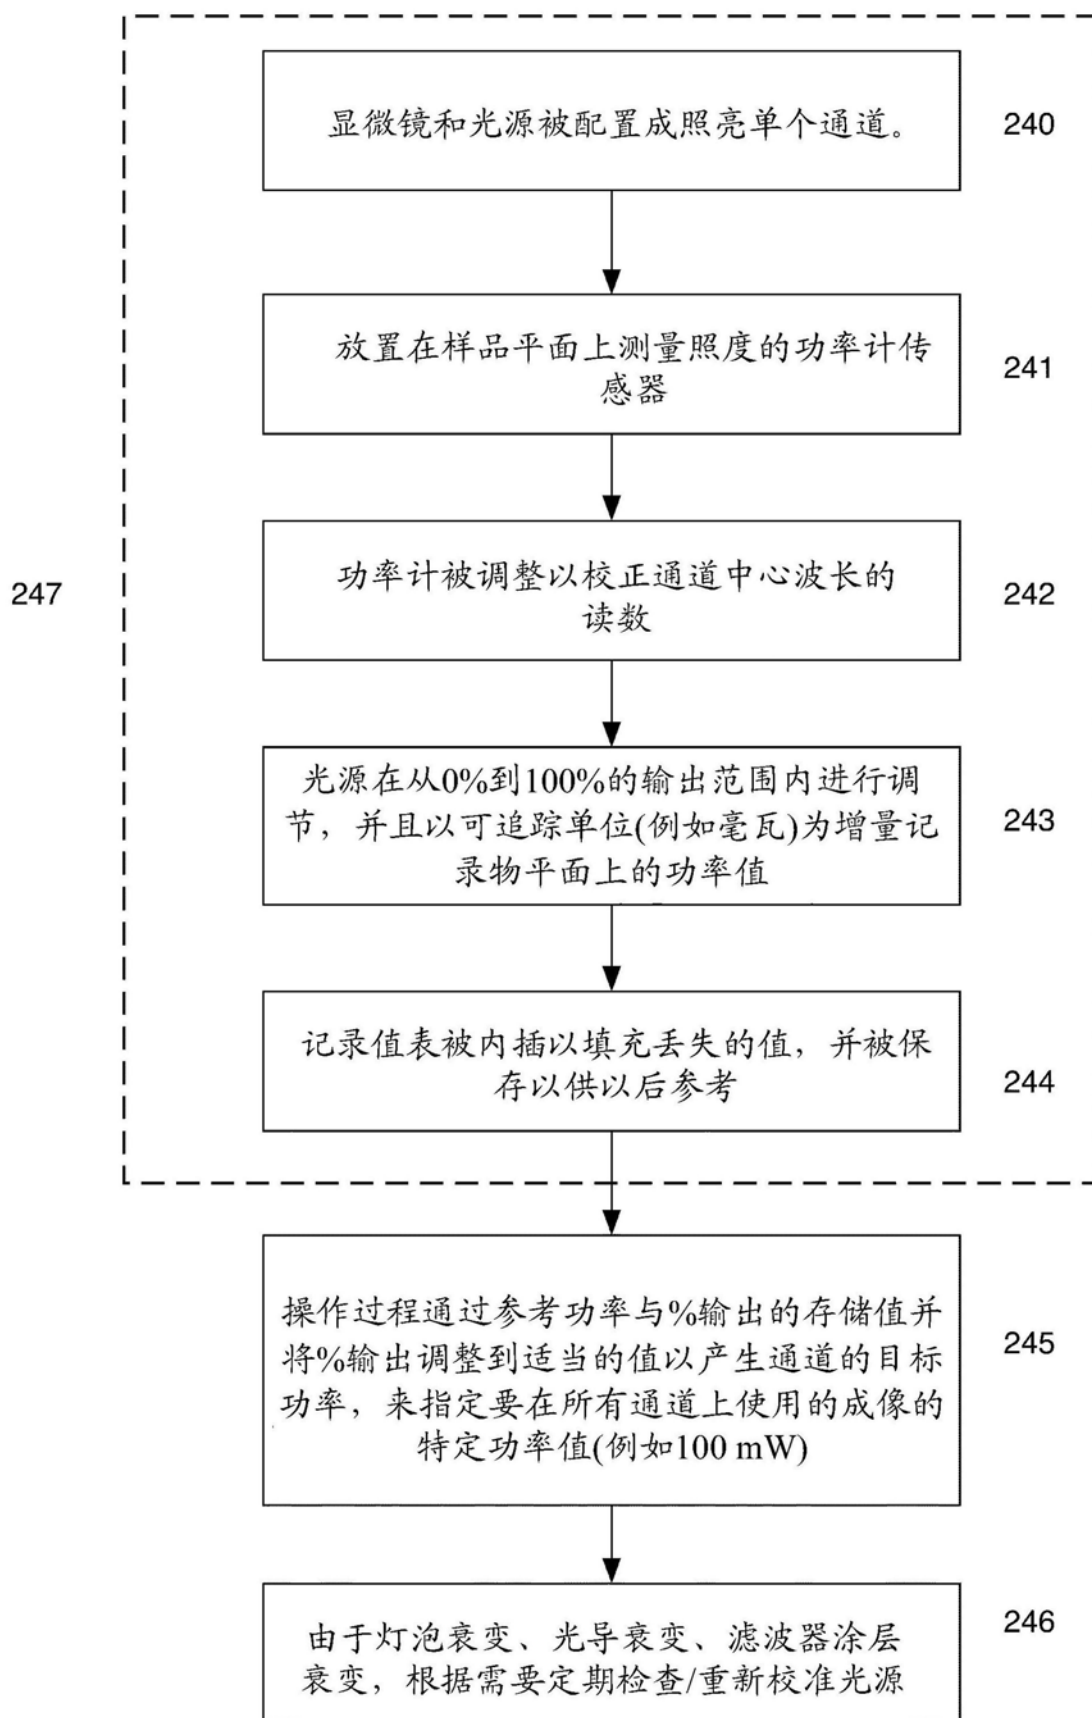 显微镜和光源被配置成照亮单个通道。
240
放置在样品平面上测量照度的功率计传
感器
241
功率计被调整以校正通道中心波长的
读数
242
247
光源在从0%到100%的输出范围内进行调
节，并且以可追踪单位(例如毫瓦)为增量记
录物平面上的功率值
243
记录值表被内插以填充丢失的值，并被保
存以供以后参考
244
操作过程通过参考功率与%输出的存储值并
将%输出调整到适当的值以产生通道的目标
功率，来指定要在所有通道上使用的成像的
特定功率值(例如100 mW)
245
由于灯泡衰变、光导衰变、滤波器涂层
衰变，根据需要定期检查/重新校准光源
246